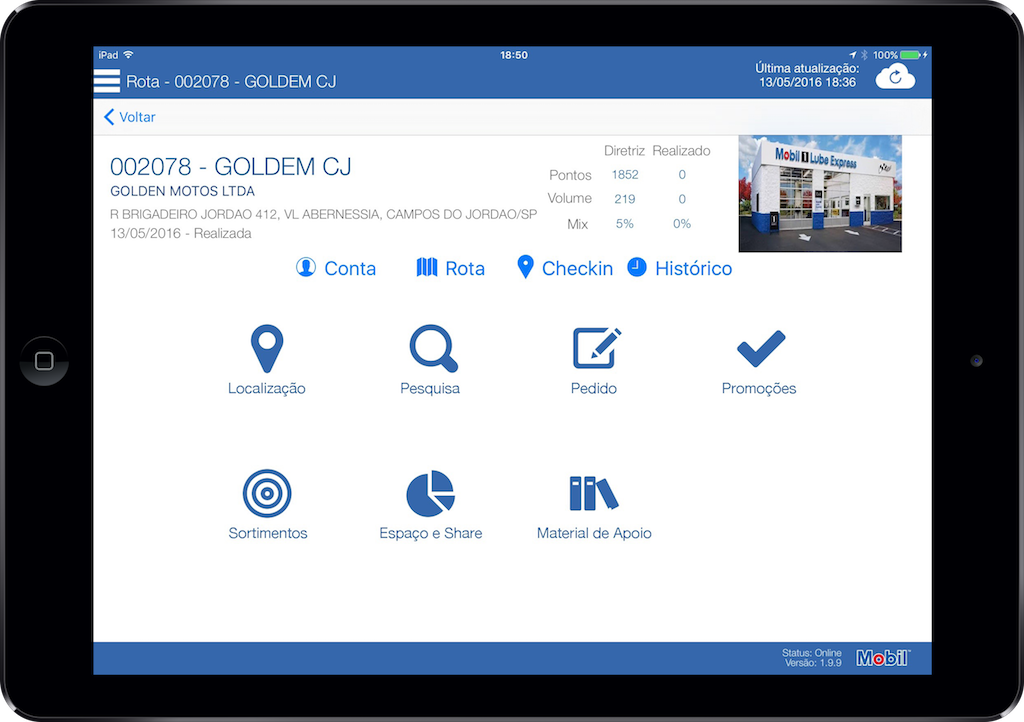 iPad 18:50 100%
Rota - 002078 - GOLDEM CJ
Última atualização:
13/05/2016 18:36
Voltar
002078 - GOLDEM CJ
GOLDEN MOTOS LTDA
R BRIGADEIRO JORDAO 412, VL ABERNESSIA, CAMPOS DO JORDAO/SP
13/05/2016 - Realizada
Diretriz Realizado
Pontos 1852 0
Volume 219 0
Mix 5% 0%
Mobil 1 Lube Express
Conta Rota Checkin Histórico
Localização Pesquisa Pedido Promoções
Sortimentos Espaço e Share Material de Apoio
Status: Online
Versão: 1.9.9
Mobil